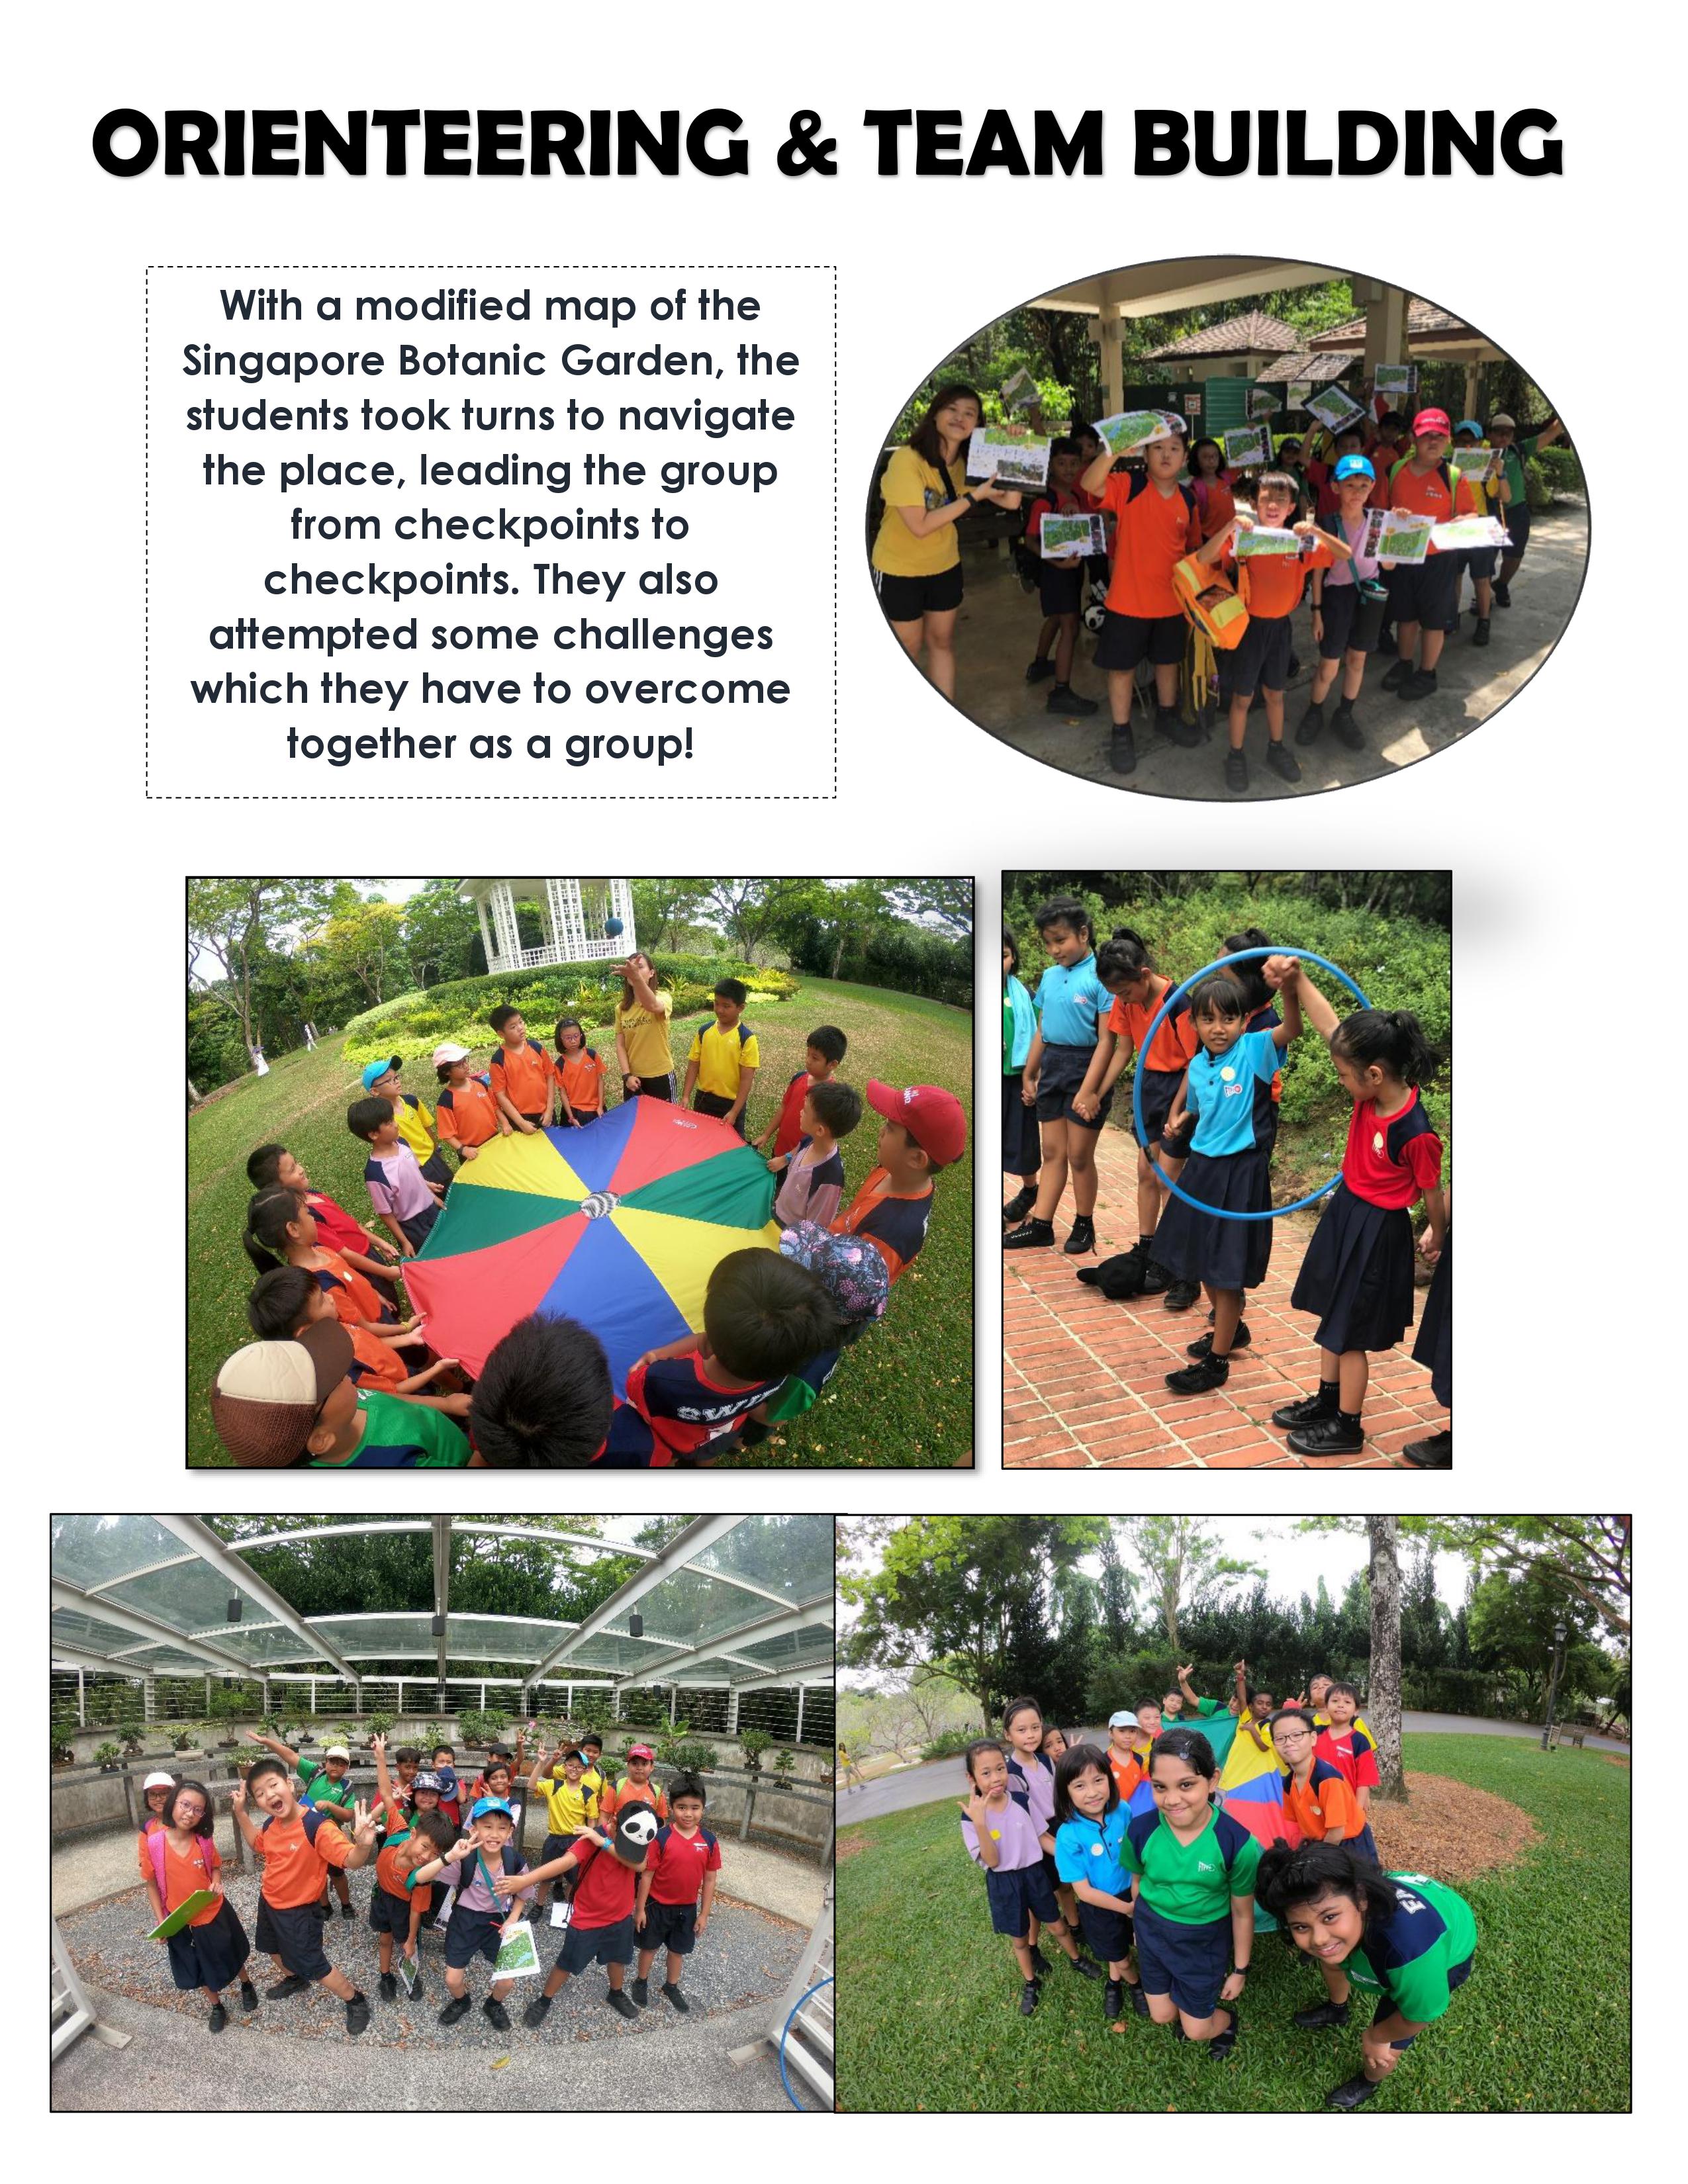 ORIENTEERING & TEAM BUILDING
With a modified map of the
Singapore Botanic Garden, the
students took turns to navigate
the place, leading the group
from checkpoints to
checkpoints. They also
attempted some challenges
which they have to overcome
together as a group!